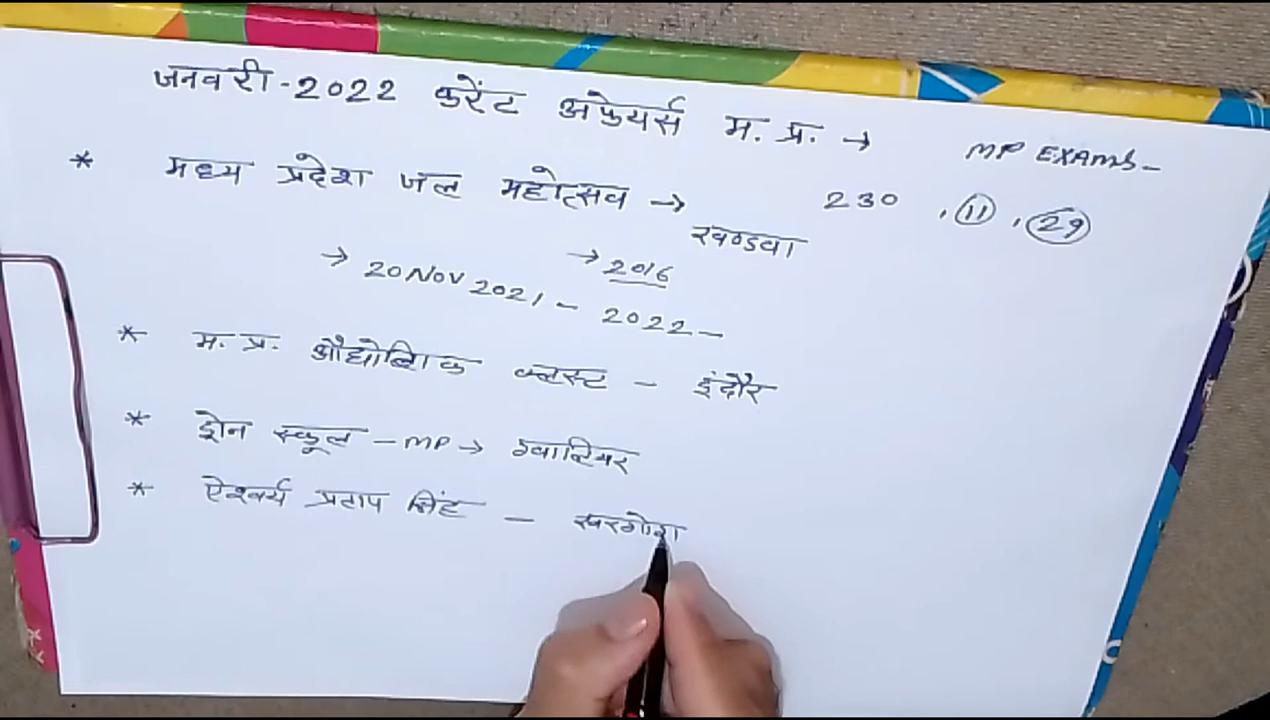 जनवरी-2022 करेंट अफेयर्स म. प्र. →
MP EXAMS-
* मध्य प्रदेश जल महोत्सव → खण्डवा
230 , 11 , 29
→ 20 Nov 2021 - 2022 -
→ 2016
* म. प्र. औद्योगिक क्लस्ट - इंदौर
* ड्रोन स्कूल - MP → ग्वालियर
* ऐश्वर्य प्रताप सिंह - खरगोश